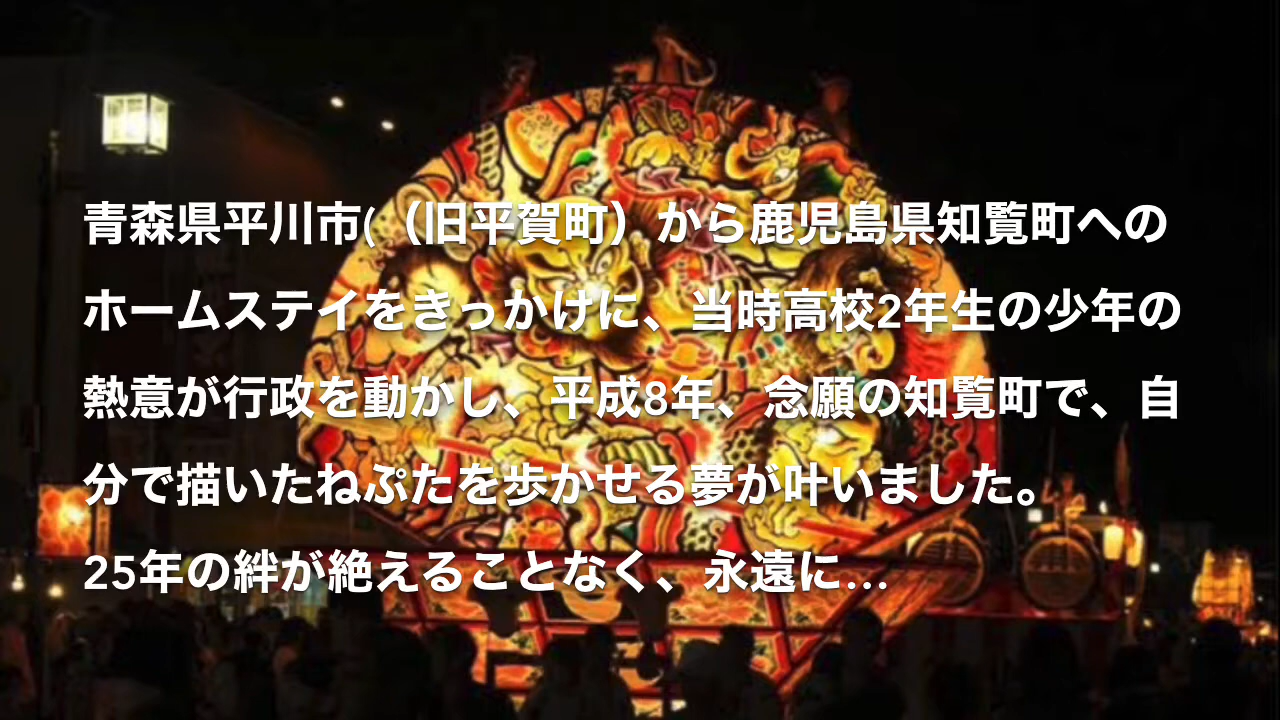 青森県平川市(（旧平賀町）から鹿児島県知覧町への
ホームステイをきっかけに、当時高校2年生の少年の
熱意が行政を動かし、平成8年、念願の知覧町で、自
分で描いたねぷたを歩かせる夢が叶いました。
25年の絆が絶えることなく、永遠に…